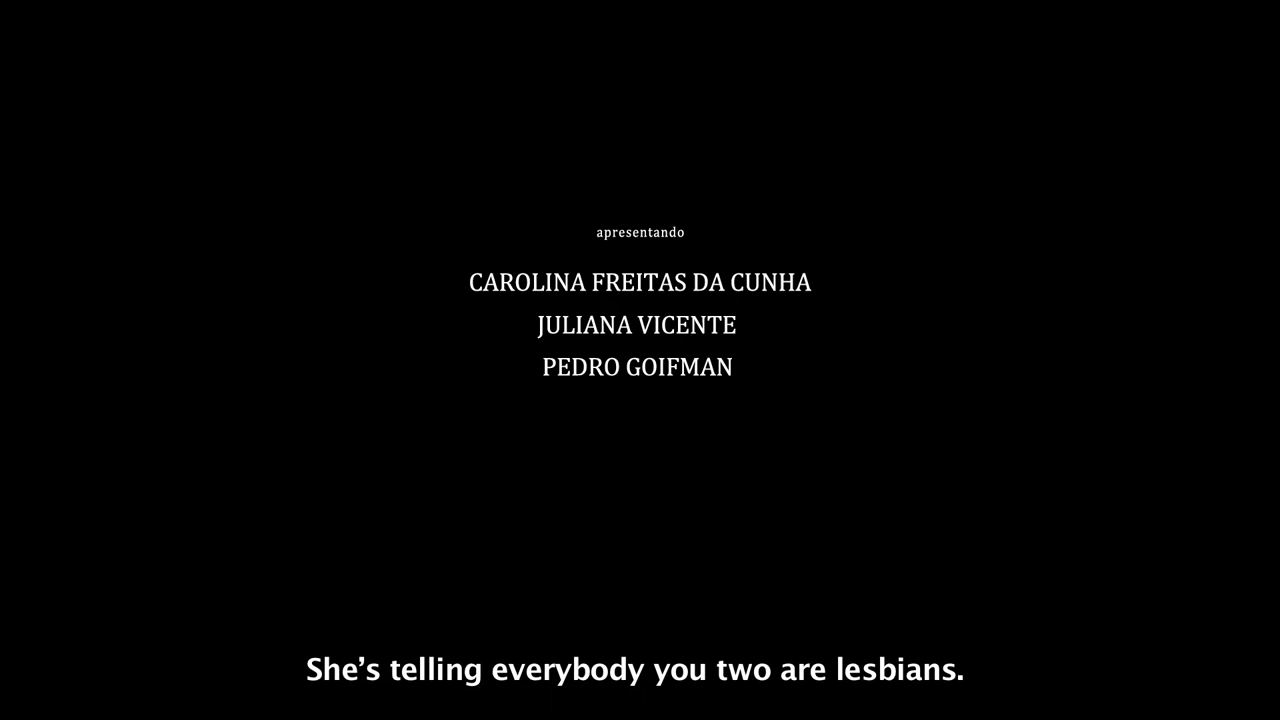 apresentando
CAROLINA FREITAS DA CUNHA
JULIANA VICENTE
PEDRO GOIFMAN
She’s telling everybody you two are lesbians.